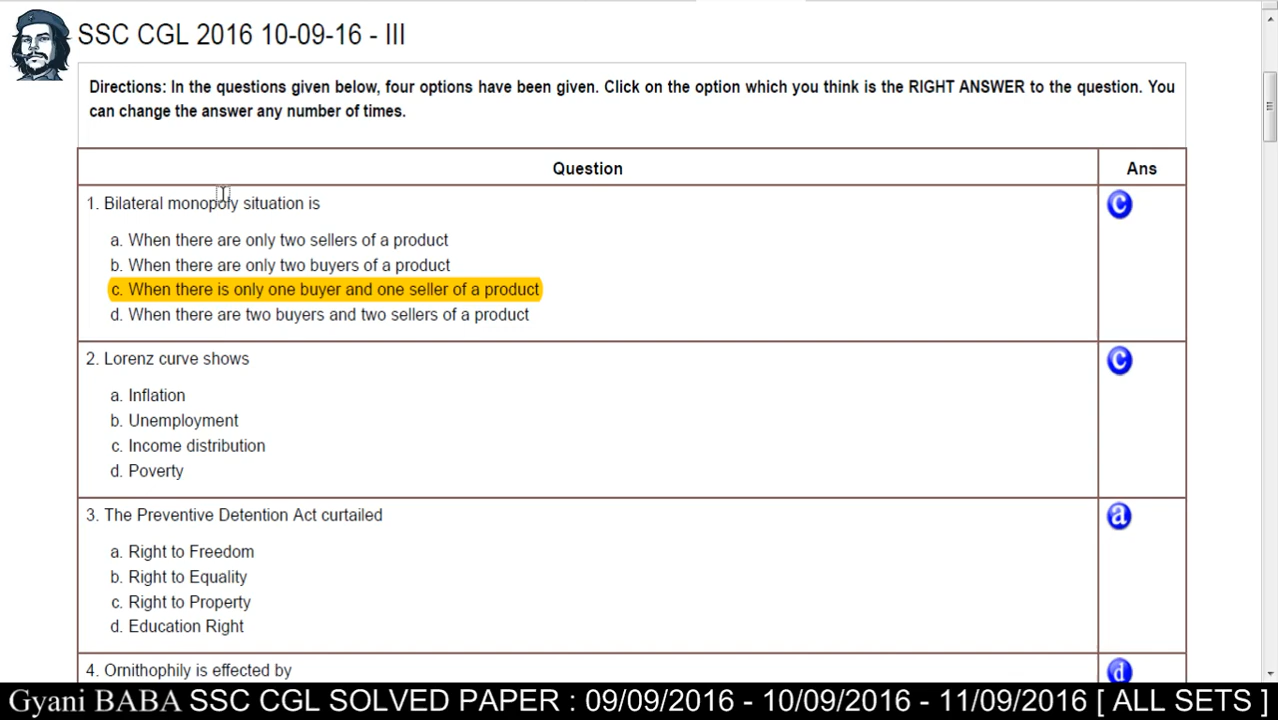 SSC CGL 2016 10-09-16 - III
Directions: In the questions given below, four options have been given. Click on the option which you think is the RIGHT ANSWER to the question. You
can change the answer any number of times.
Question Ans
1. Bilateral monopoly situation is C
a. When there are only two sellers of a product
b. When there are only two buyers of a product
c. When there is only one buyer and one seller of a product
d. When there are two buyers and two sellers of a product
2. Lorenz curve shows C
a. Inflation
b. Unemployment
c. Income distribution
d. Poverty
3. The Preventive Detention Act curtailed a
a. Right to Freedom
b. Right to Equality
c. Right to Property
d. Education Right
4. Ornithophily is effected by d
Gyani BABA SSC CGL SOLVED PAPER : 09/09/2016 - 10/09/2016 - 11/09/2016 [ ALL SETS ]